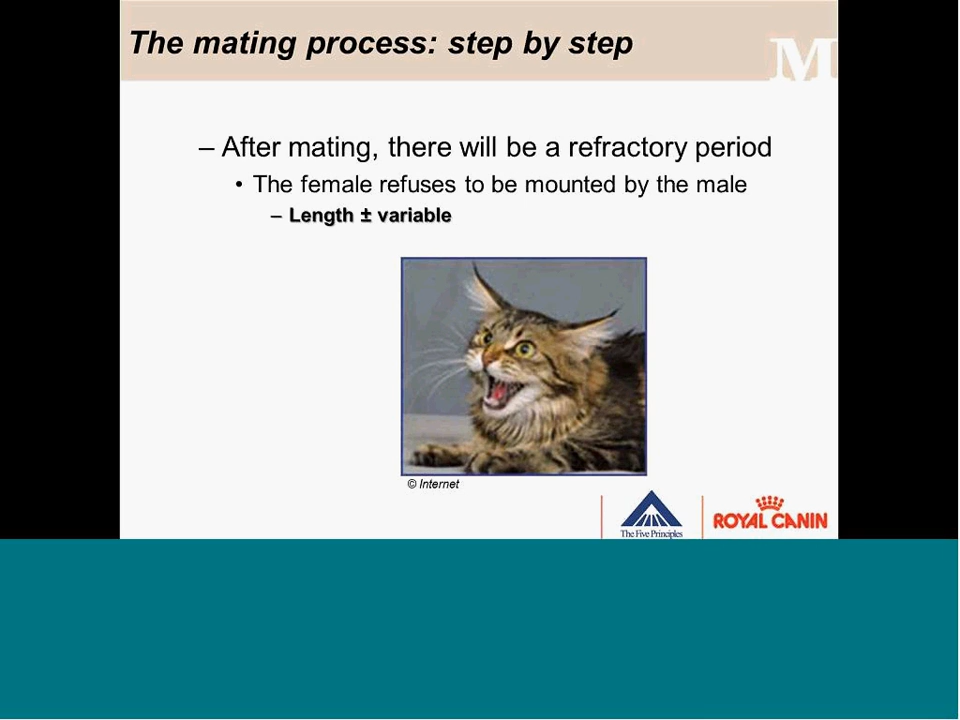 The mating process: step by step
M
– After mating, there will be a refractory period
• The female refuses to be mounted by the male
– Length ± variable
© Internet
The Five Principles
ROYAL CANIN